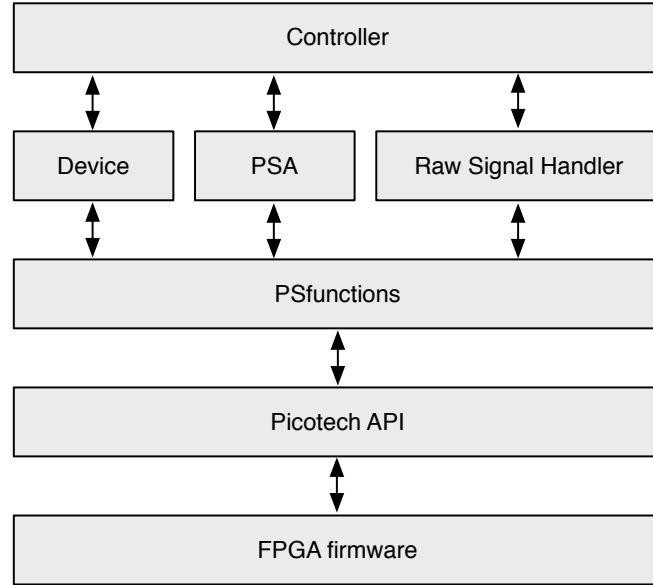 Controller
Device
PSA
Raw Signal Handler
PSfunctions
Picotech API
FPGA firmware